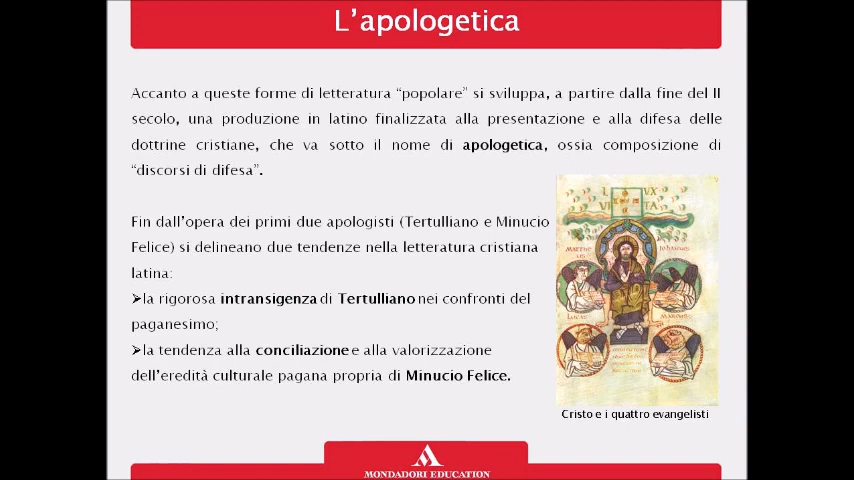 L'apologetica
Accanto a queste forme di letteratura “popolare” si sviluppa, a partire dalla fine del II
secolo, una produzione in latino finalizzata alla presentazione e alla difesa delle
dottrine cristiane, che va sotto il nome di apologetica, ossia composizione di
“discorsi di difesa”.
Fin dall'opera dei primi due apologisti (Tertulliano e Minucio
Felice) si delineano due tendenze nella letteratura cristiana
latina:
➢la rigorosa intransigenza di Tertulliano nei confronti del
paganesimo;
➢la tendenza alla conciliazione e alla valorizzazione
dell'eredità culturale pagana propria di Minucio Felice.
LUCAS
MARCUS
Cristo e i quattro evangelisti
MONDADORI EDUCATION